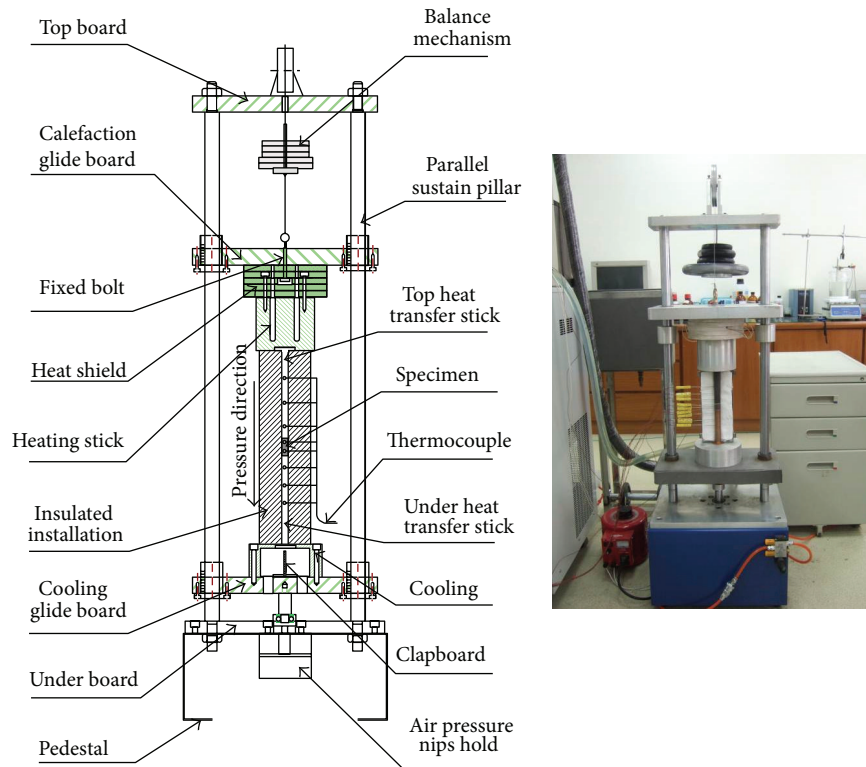 Top board
Balance
mechanism
Calefaction
glide board
Parallel
sustain pillar
Fixed bolt
Top heat
transfer stick
Heat shield
Pressure direction
Specimen
Heating stick
Thermocouple
Insulated
installation
Under heat
transfer stick
Cooling
glide board
Cooling
Under board
Clapboard
Pedestal
Air pressure
nips hold